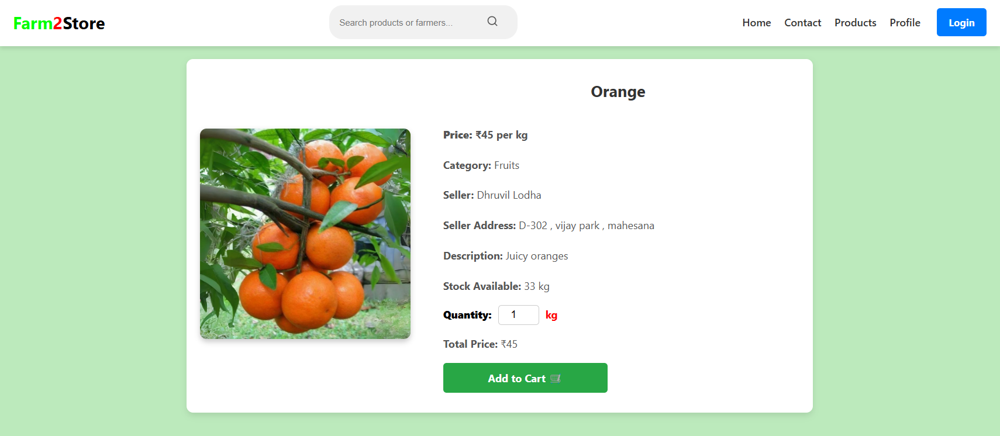 Farm2Store
Search products or farmers...
Home Contact Products Profile Login
Orange
Price: ₹45 per kg
Category: Fruits
Seller: Dhruvil Lodha
Seller Address: D-302 , vijay park , mahesana
Description: Juicy oranges
Stock Available: 33 kg
Quantity: 1 kg
Total Price: ₹45
Add to Cart 🛒